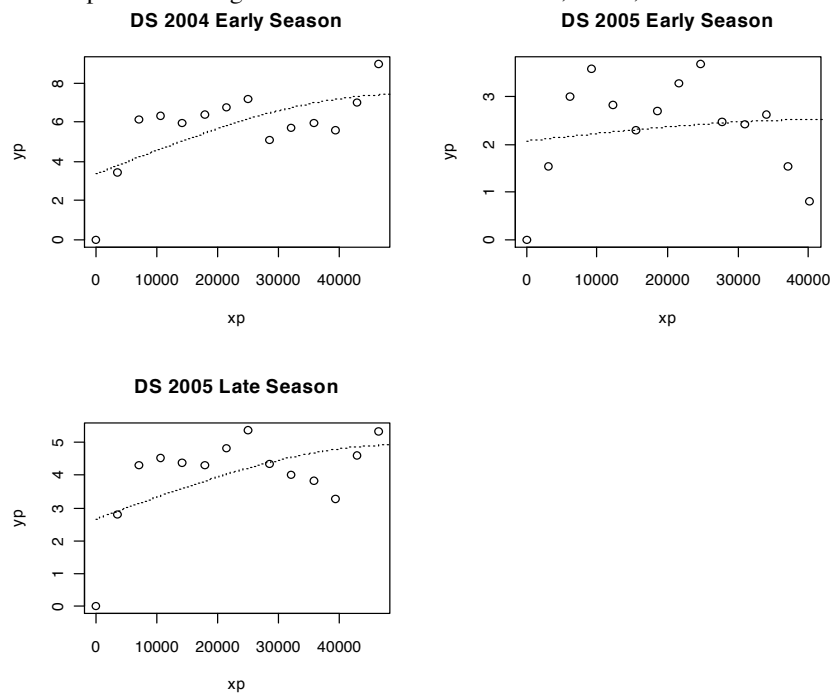 DS 2004 Early Season
yp
0 2 4 6 8
0 10000 20000 30000 40000
xp
DS 2005 Early Season
yp
0 1 2 3
0 10000 20000 30000 40000
xp
DS 2005 Late Season
yp
0 1 2 3 4 5
0 10000 20000 30000 40000
xp